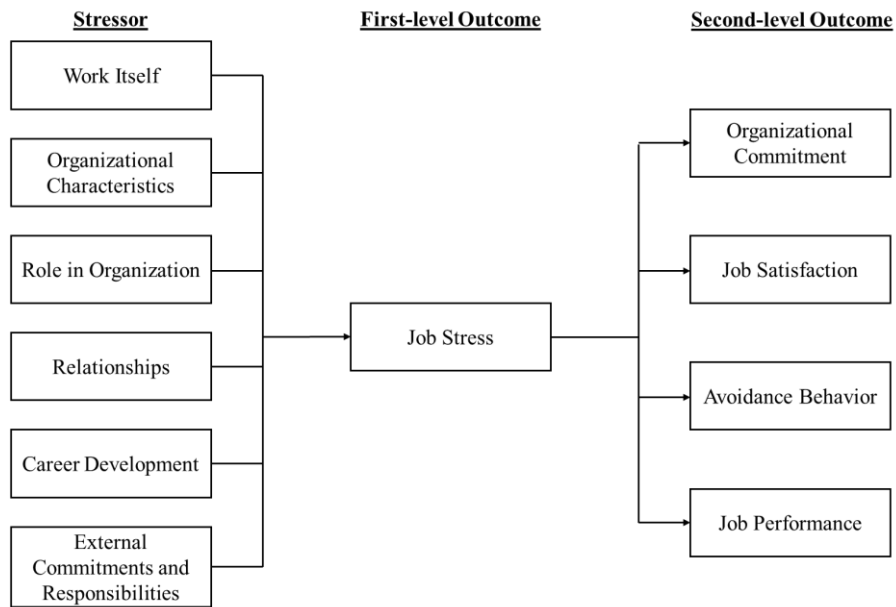 Stressor
First-level Outcome
Second-level Outcome
Work Itself
Organizational
Characteristics
Role in Organization
Relationships
Career Development
External
Commitments and
Responsibilities
Job Stress
Organizational
Commitment
Job Satisfaction
Avoidance Behavior
Job Performance